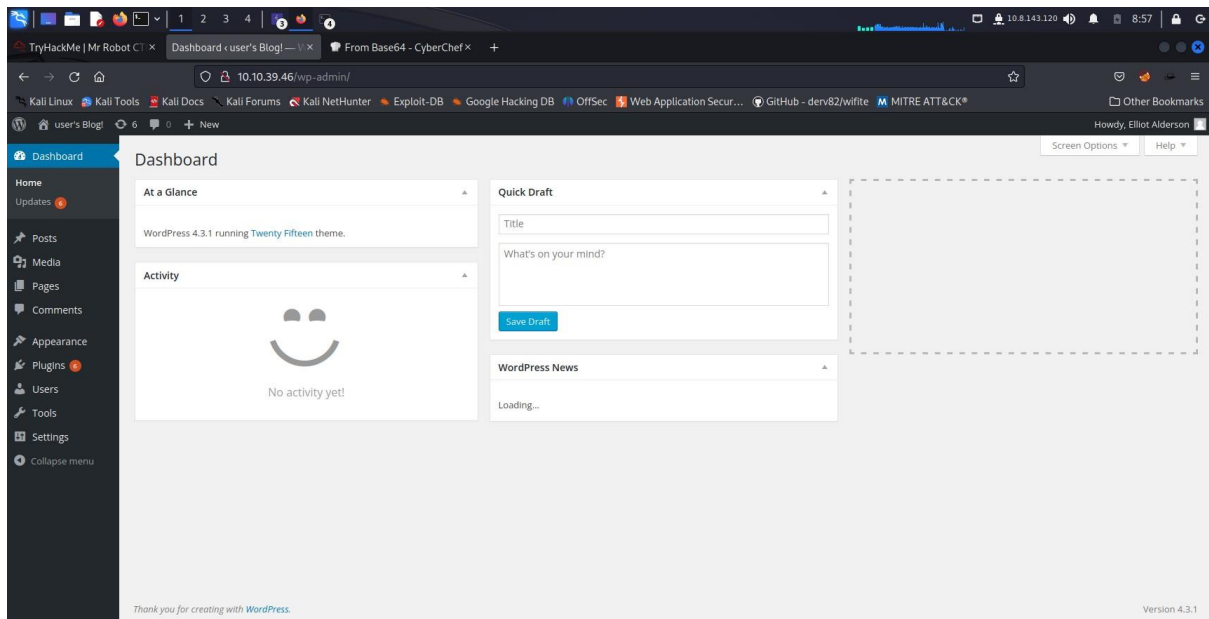 1 2 3 4 10.8.143.120 8:57
TryHackMe | Mr Robot CT × Dashboard ‹ user's Blog! — W × From Base64 - CyberChef × +
10.10.39.46/wp-admin/
Kali Linux Kali Tools Kali Docs Kali Forums Kali NetHunter Exploit-DB Google Hacking DB OffSec Web Application Secur... GitHub - derv82/wifite MITRE ATT&CK® Other Bookmarks
user's Blog! 6 0 + New Howdy, Elliot Alderson
Dashboard
Home
Updates 6
Posts
Media
Pages
Comments
Appearance
Plugins 6
Users
Tools
Settings
Collapse menu
Screen Options Help
Dashboard
At a Glance
WordPress 4.3.1 running Twenty Fifteen theme.
Activity
No activity yet!
Quick Draft
Title
What's on your mind?
Save Draft
WordPress News
Loading...
Thank you for creating with WordPress. Version 4.3.1